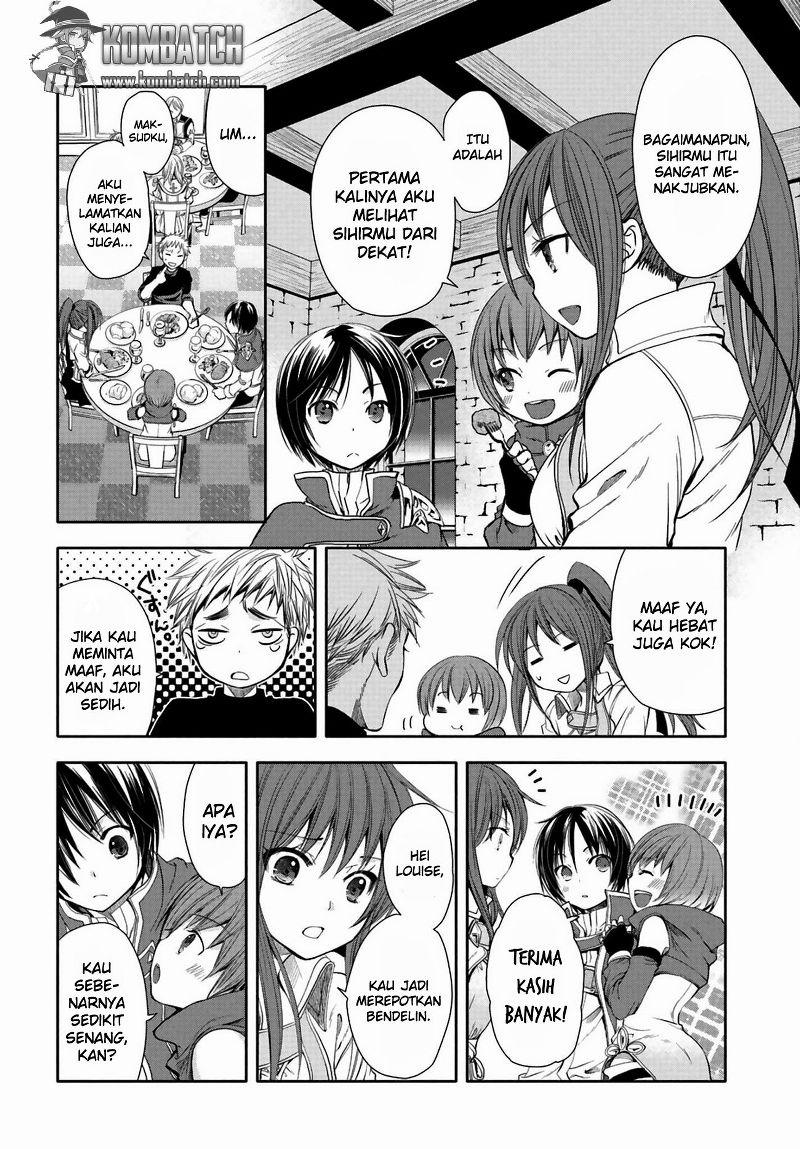 KOMBATCH
www.kombatch.com
BAGAIMANAPUN,
SIHIRMU ITU
SANGAT ME-
NAKJUBKAN.
ITU
ADALAH
PERTAMA
KALINYA AKU
MELIHAT
SIHIRMU DARI
DEKAT!
UM...
MAK-
SUDKU,
AKU
MENYE-
LAMATKAN
KALIAN
JUGA...
MAAF YA,
KAU HEBAT
JUGA KOK!
JIKA KAU
MEMINTA
MAAF, AKU
AKAN JADI
SEDIH.
ぐすん。
TERIMA
KASIH
BANYAK!
HEI
LOUISE,
KAU JADI
MEREPOTKAN
BENDELIN.
APA
IYA?
KAU
SEBE-
NARNYA
SEDIKIT
SENANG,
KAN?